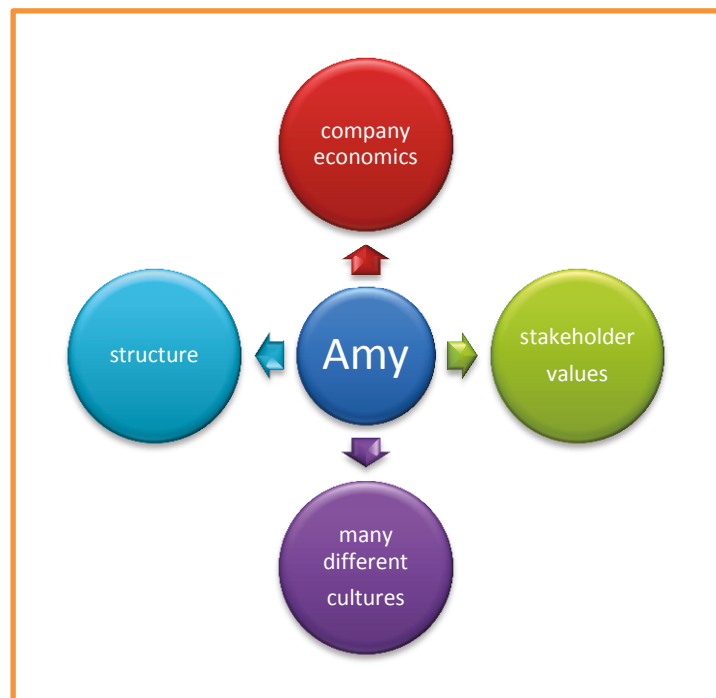 company
economics
structure
Amy
stakeholder
values
many
different
cultures